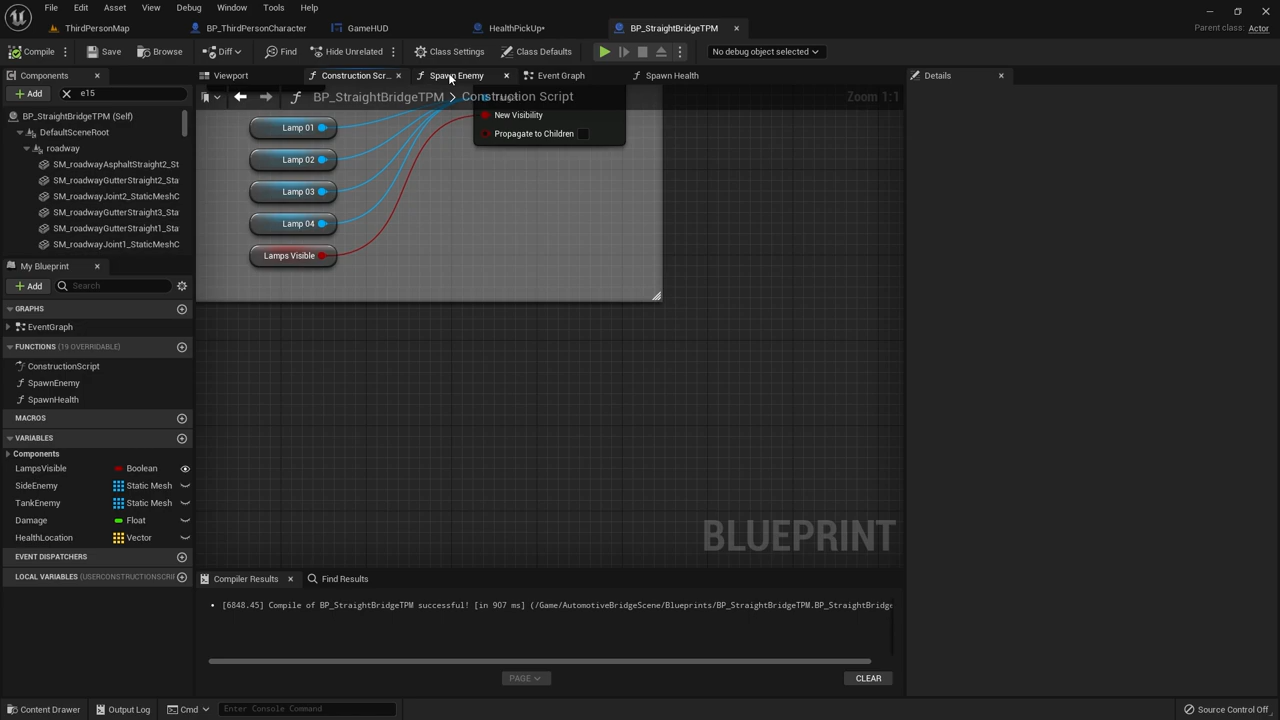 File Edit Asset View Debug Window Tools Help
ThirdPersonMap BP_ThirdPersonCharacter GameHUD HealthPickUp• BP_StraightBridgeTPM Parent class: Actor
Compile Save Browse Diff Find Hide Unrelated Class Settings Class Defaults No debug object selected
Components Viewport Construction Scr... Spawn Enemy Event Graph Spawn Health Details
Add e15
BP_StraightBridgeTPM > Construction Script Zoom 1:1
BP_StraightBridgeTPM (Self)
DefaultSceneRoot
roadway
SM_roadwayAsphaltStraight2_St
SM_roadwayGutterStraight2_Sta
SM_roadwayJoint2_StaticMeshC
SM_roadwayGutterStraight3_Sta
SM_roadwayGutterStraight1_Sta
SM_roadwayJoint1_StaticMeshC
New Visibility
Propagate to Children
Lamp 01
Lamp 02
Lamp 03
Lamp 04
Lamps Visible
My Blueprint
Add Search
GRAPHS
EventGraph
FUNCTIONS (19 OVERRIDABLE)
ConstructionScript
SpawnEnemy
SpawnHealth
MACROS
VARIABLES
Components
LampsVisible Boolean
SideEnemy Static Mesh
TankEnemy Static Mesh
Damage Float
HealthLocation Vector
EVENT DISPATCHERS
LOCAL VARIABLES (USERCONSTRUCTIONSCRI
BLUEPRINT
Compiler Results Find Results
[6848.45] Compile of BP_StraightBridgeTPM successful! [in 907 ms] (/Game/AutomotiveBridgeScene/Blueprints/BP_StraightBridgeTPM.BP_StraightBridge
PAGE CLEAR
Content Drawer Output Log Cmd Enter Console Command Source Control Off